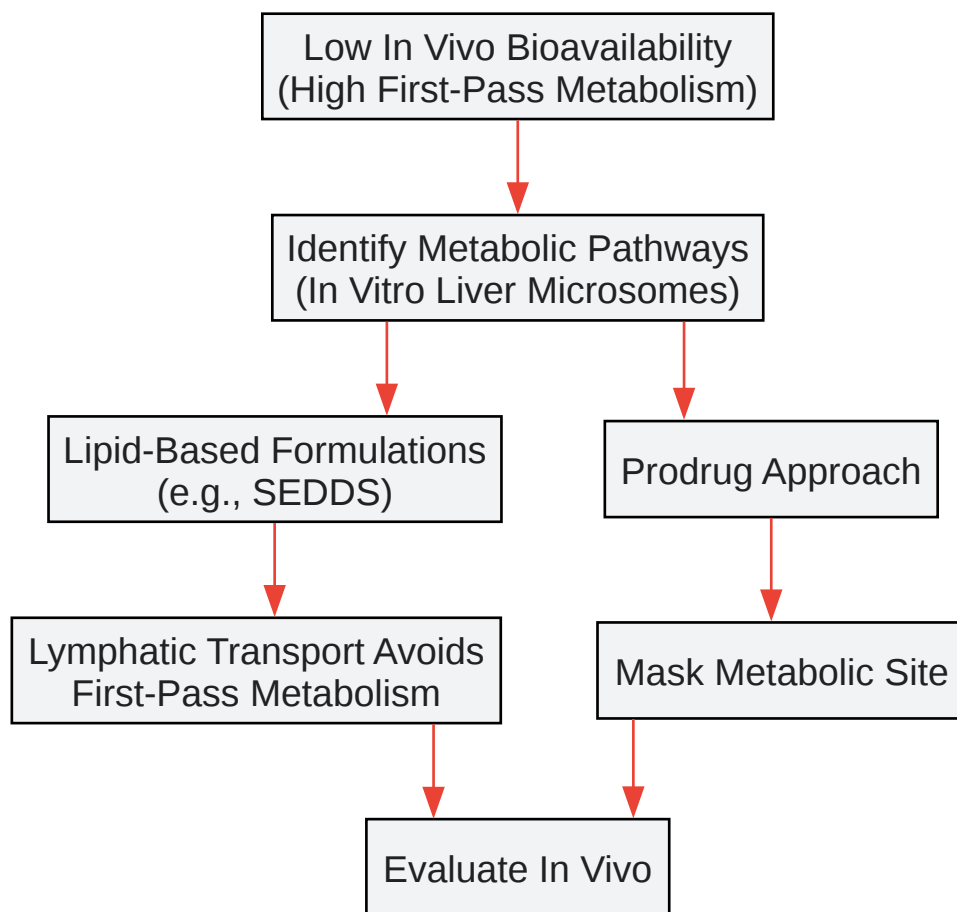 Low In Vivo Bioavailability
(High First-Pass Metabolism)
Identify Metabolic Pathways
(In Vitro Liver Microsomes)
Lipid-Based Formulations
(e.g., SEDDS)
Prodrug Approach
Lymphatic Transport Avoids
First-Pass Metabolism
Mask Metabolic Site
Evaluate In Vivo